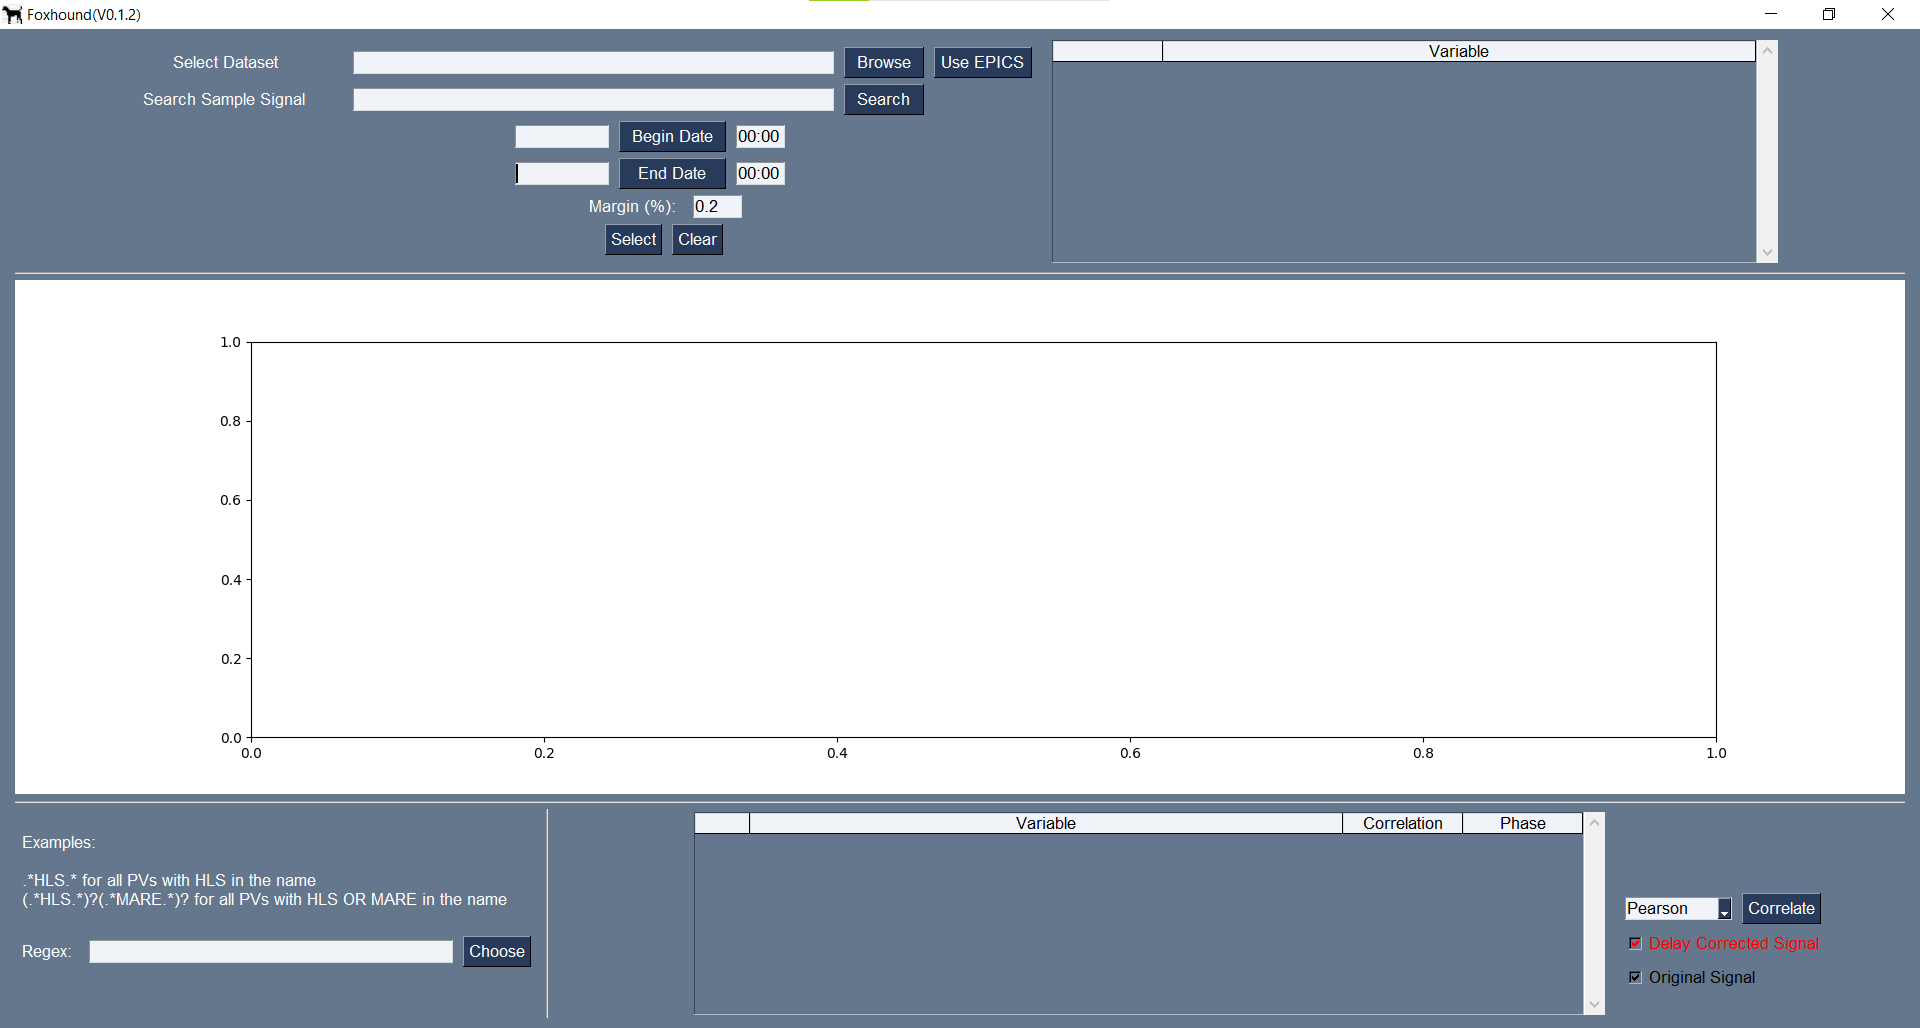 Foxhound(V0.1.2)
Select Dataset Browse Use EPICS
Search Sample Signal Search
Begin Date 00:00
End Date 00:00
Margin (%): 0.2
Select Clear
Variable
1.0
0.8
0.6
0.4
0.2
0.0
0.0 0.2 0.4 0.6 0.8 1.0
Examples:
.*HLS.* for all PVs with HLS in the name
(.*HLS.*)?(.*MARE.*)? for all PVs with HLS OR MARE in the name
Regex: Choose
Variable Correlation Phase
Pearson Correlate
Delay Corrected Signal
Original Signal